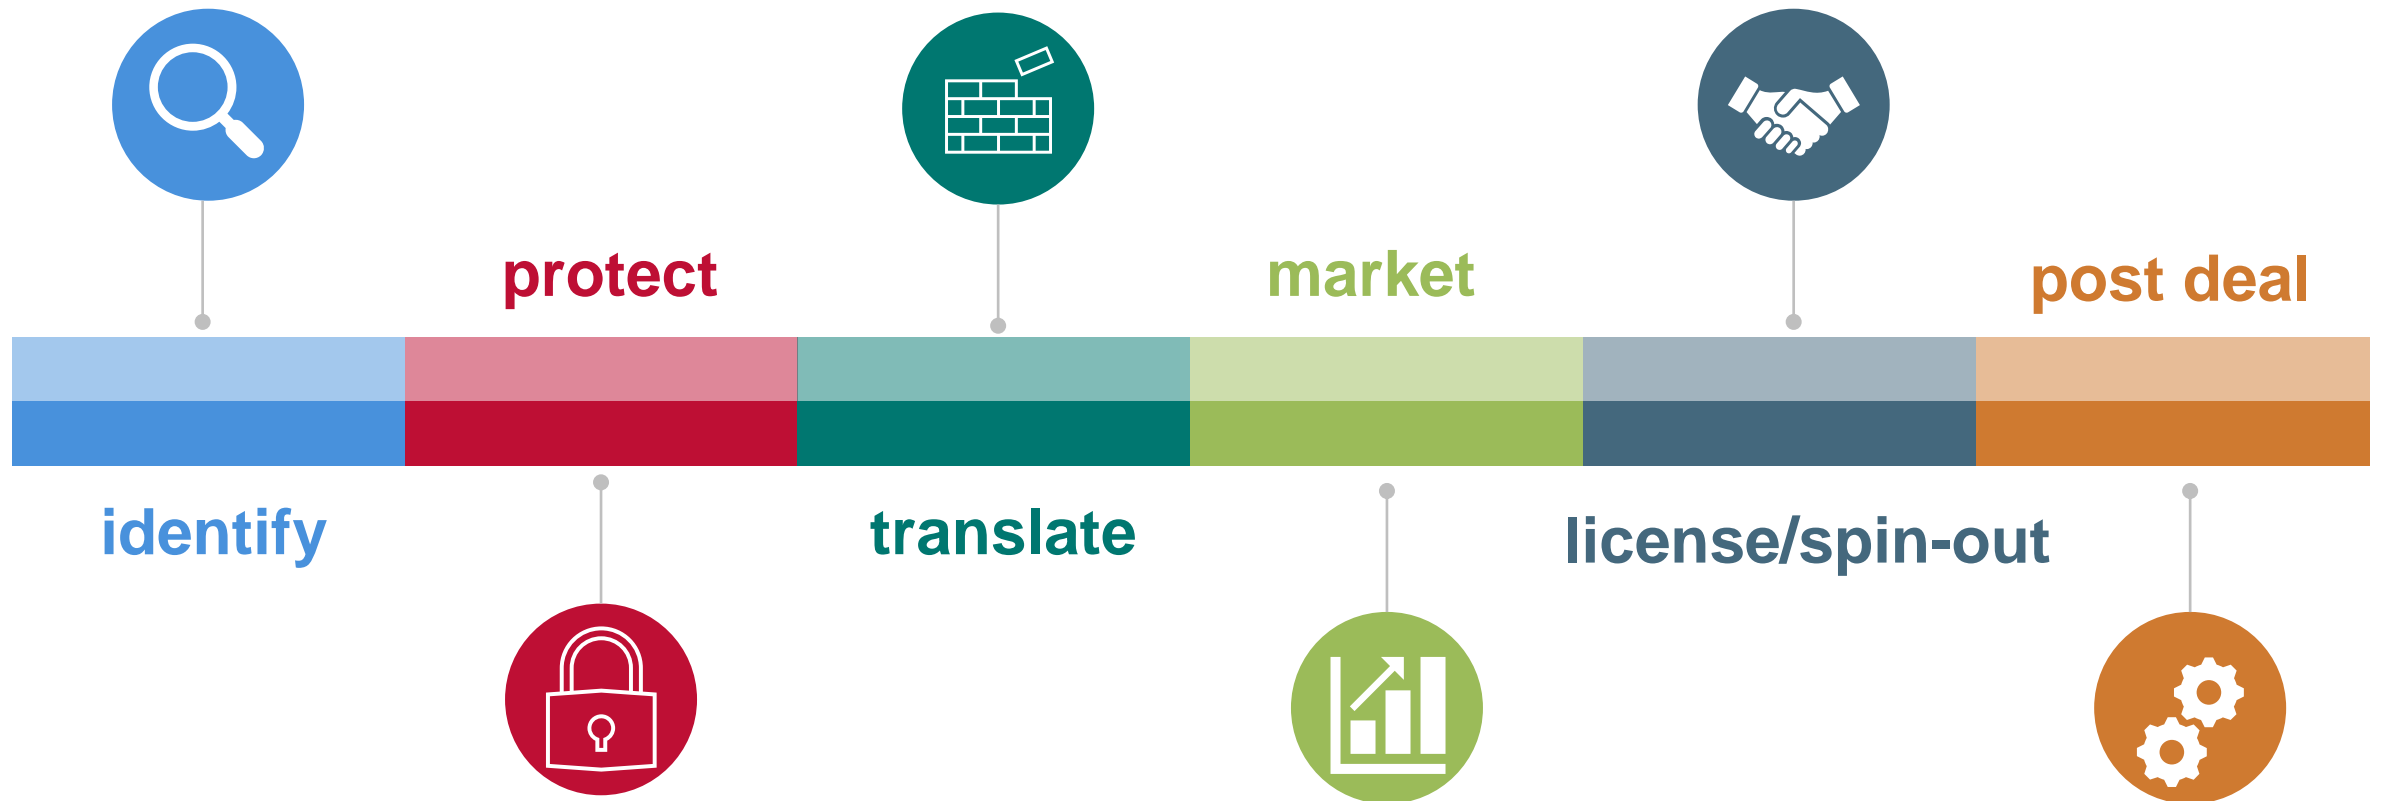 identify
protect
translate
market
license/spin-out
post deal